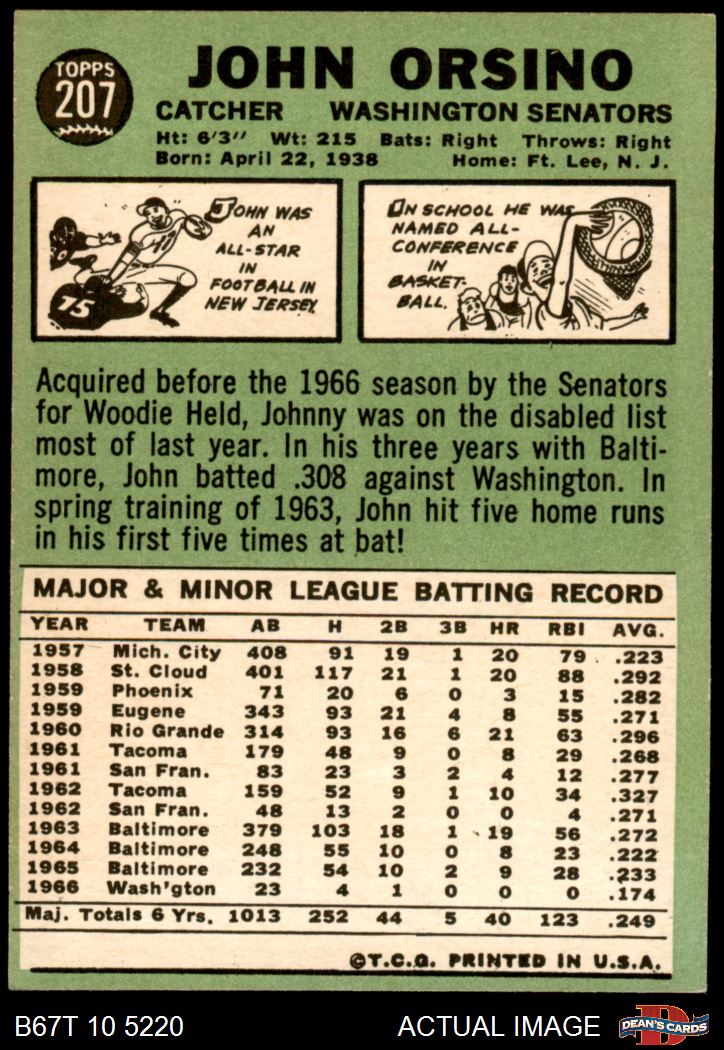 TOPPS
207
JOHN ORSINO
CATCHER WASHINGTON SENATORS
Ht: 6'3" Wt: 215 Bats: Right Throws: Right
Born: April 22, 1938 Home: Ft. Lee, N. J.
JOHN WAS
AN
ALL-STAR
IN
FOOTBALL IN
NEW JERSEY.
75
IN SCHOOL HE WAS
NAMED ALL-
CONFERENCE
IN
BASKET-
BALL.
Acquired before the 1966 season by the Senators
for Woodie Held, Johnny was on the disabled list
most of last year. In his three years with Balti-
more, John batted .308 against Washington. In
spring training of 1963, John hit five home runs
in his first five times at bat!
MAJOR & MINOR LEAGUE BATTING RECORD
YEAR TEAM AB H 2B 3B HR RBI AVG.
1957 Mich. City 408 91 19 1 20 79 .223
1958 St. Cloud 401 117 21 1 20 88 .292
1959 Phoenix 71 20 6 0 3 15 .282
1959 Eugene 343 93 21 4 8 55 .271
1960 Rio Grande 314 93 16 6 21 63 .296
1961 Tacoma 179 48 9 0 8 29 .268
1961 San Fran. 83 23 3 2 4 12 .277
1962 Tacoma 159 52 9 1 10 34 .327
1962 San Fran. 48 13 2 0 0 4 .271
1963 Baltimore 379 103 18 1 19 56 .272
1964 Baltimore 248 55 10 0 8 23 .222
1965 Baltimore 232 54 10 2 9 28 .233
1966 Wash'gton 23 4 1 0 0 0 .174
Maj. Totals 6 Yrs. 1013 252 44 5 40 123 .249
©T.C.G. PRINTED IN U.S.A.
B67T 10 5220 ACTUAL IMAGE
D
DEAN'S CARDS